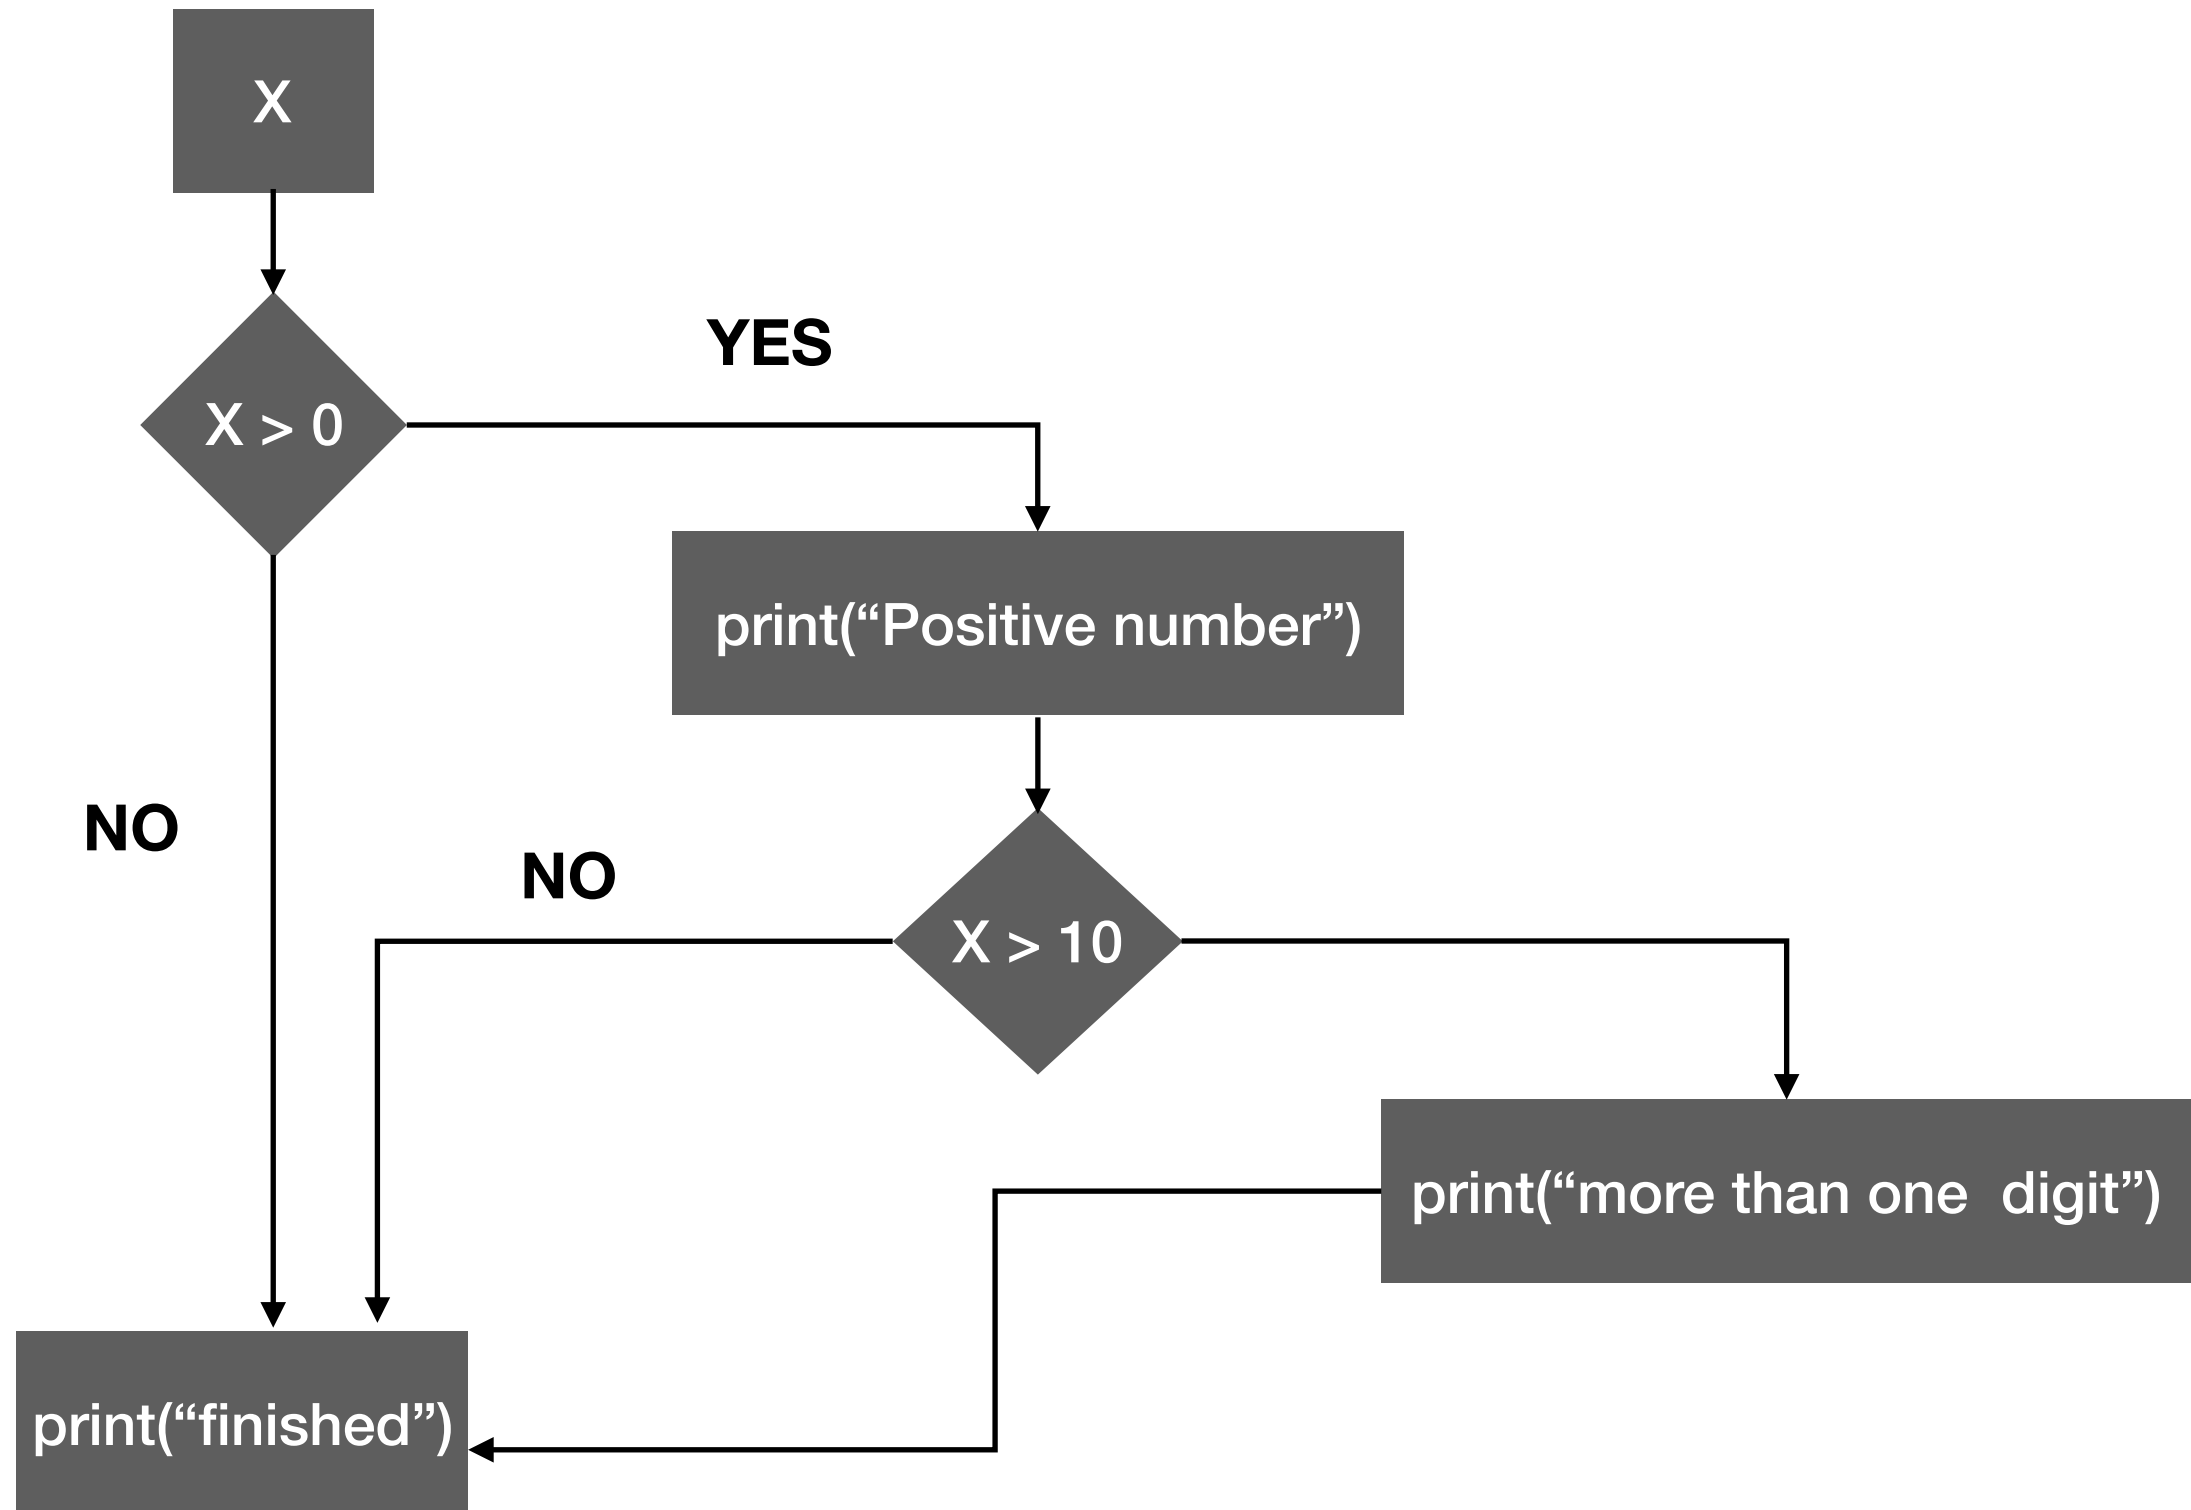 X
X > 0
YES
print(“Positive number”)
NO
NO
X > 10
print(“more than one  digit”)
print(“finished”)